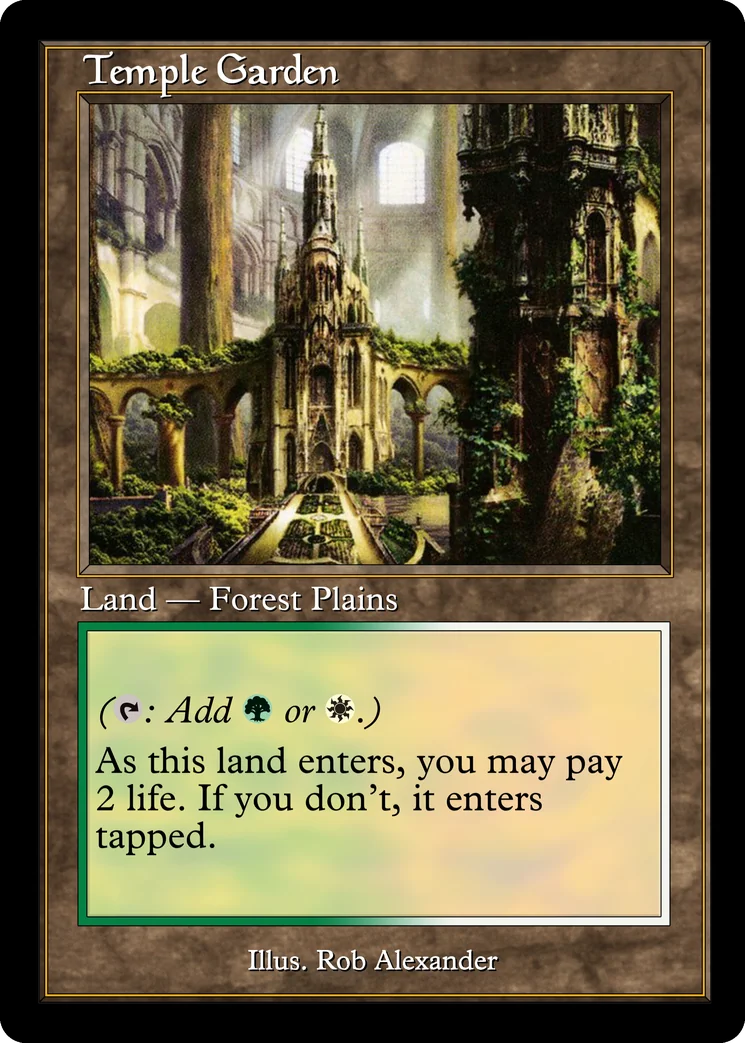 Temple Garden
Land — Forest Plains
(: Add or .)
As this land enters, you may pay
2 life. If you don't, it enters
tapped.
Illus. Rob Alexander